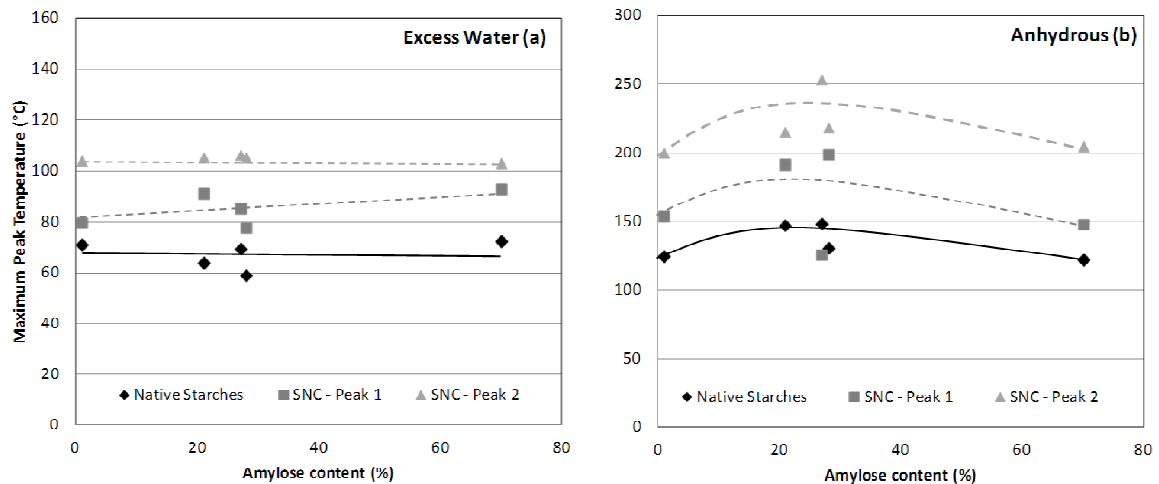 Excess Water (a)
Maximum Peak Temperature (°C)
160
140
120
100
80
60
40
20
0
Native Starches
SNC - Peak 1
SNC - Peak 2
0
20
40
60
80
Amylose content (%)
Anhydrous (b)
300
250
200
150
100
50
0
Native Starches
SNC - Peak 1
SNC - Peak 2
0
20
40
60
80
Amylose content (%)